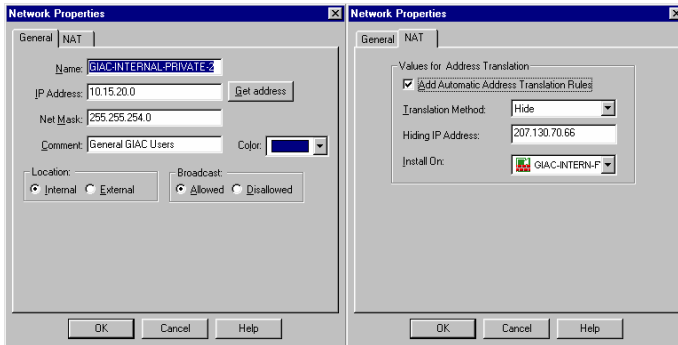 Network Properties
General NAT
Name: GIAC-INTERNAL-PRIVATE-2
IP Address: 10.15.20.0 Get address
Net Mask: 255.255.254.0
Comment: General GIAC Users Color:
Location: Broadcast:
Internal External Allowed Disallowed
OK Cancel Help
Network Properties
General NAT
Values for Address Translation
Add Automatic Address Translation Rules
Translation Method: Hide
Hiding IP Address: 207.130.70.66
Install On: GIAC-INTERN-F
OK Cancel Help